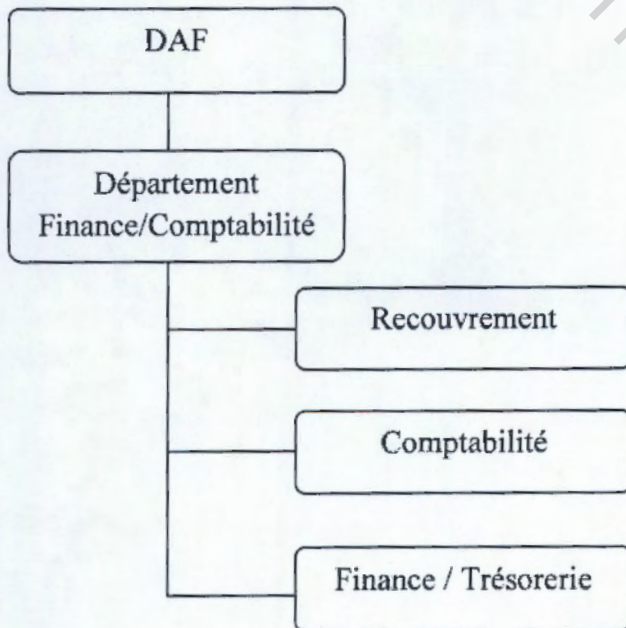 DAF
Département
Finance/Comptabilité
Recouvrement
Comptabilité
Finance / Trésorerie